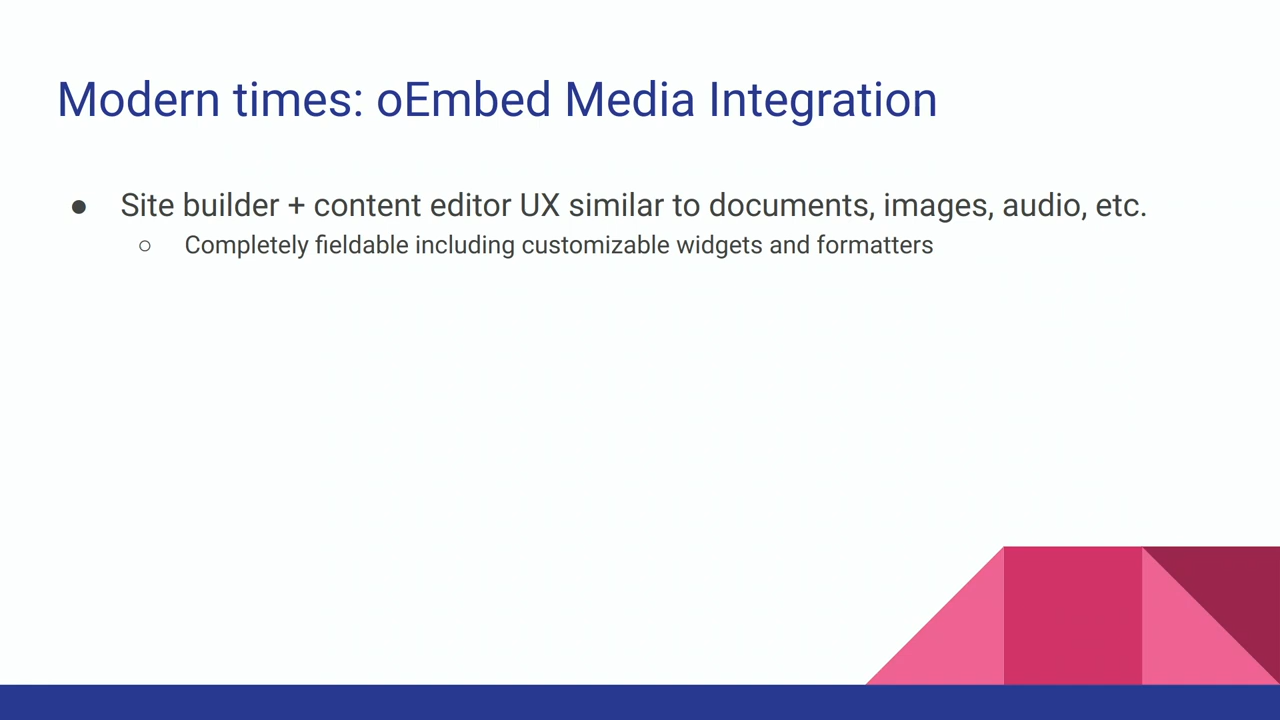 Modern times: oEmbed Media Integration
● Site builder + content editor UX similar to documents, images, audio, etc.
○ Completely fieldable including customizable widgets and formatters